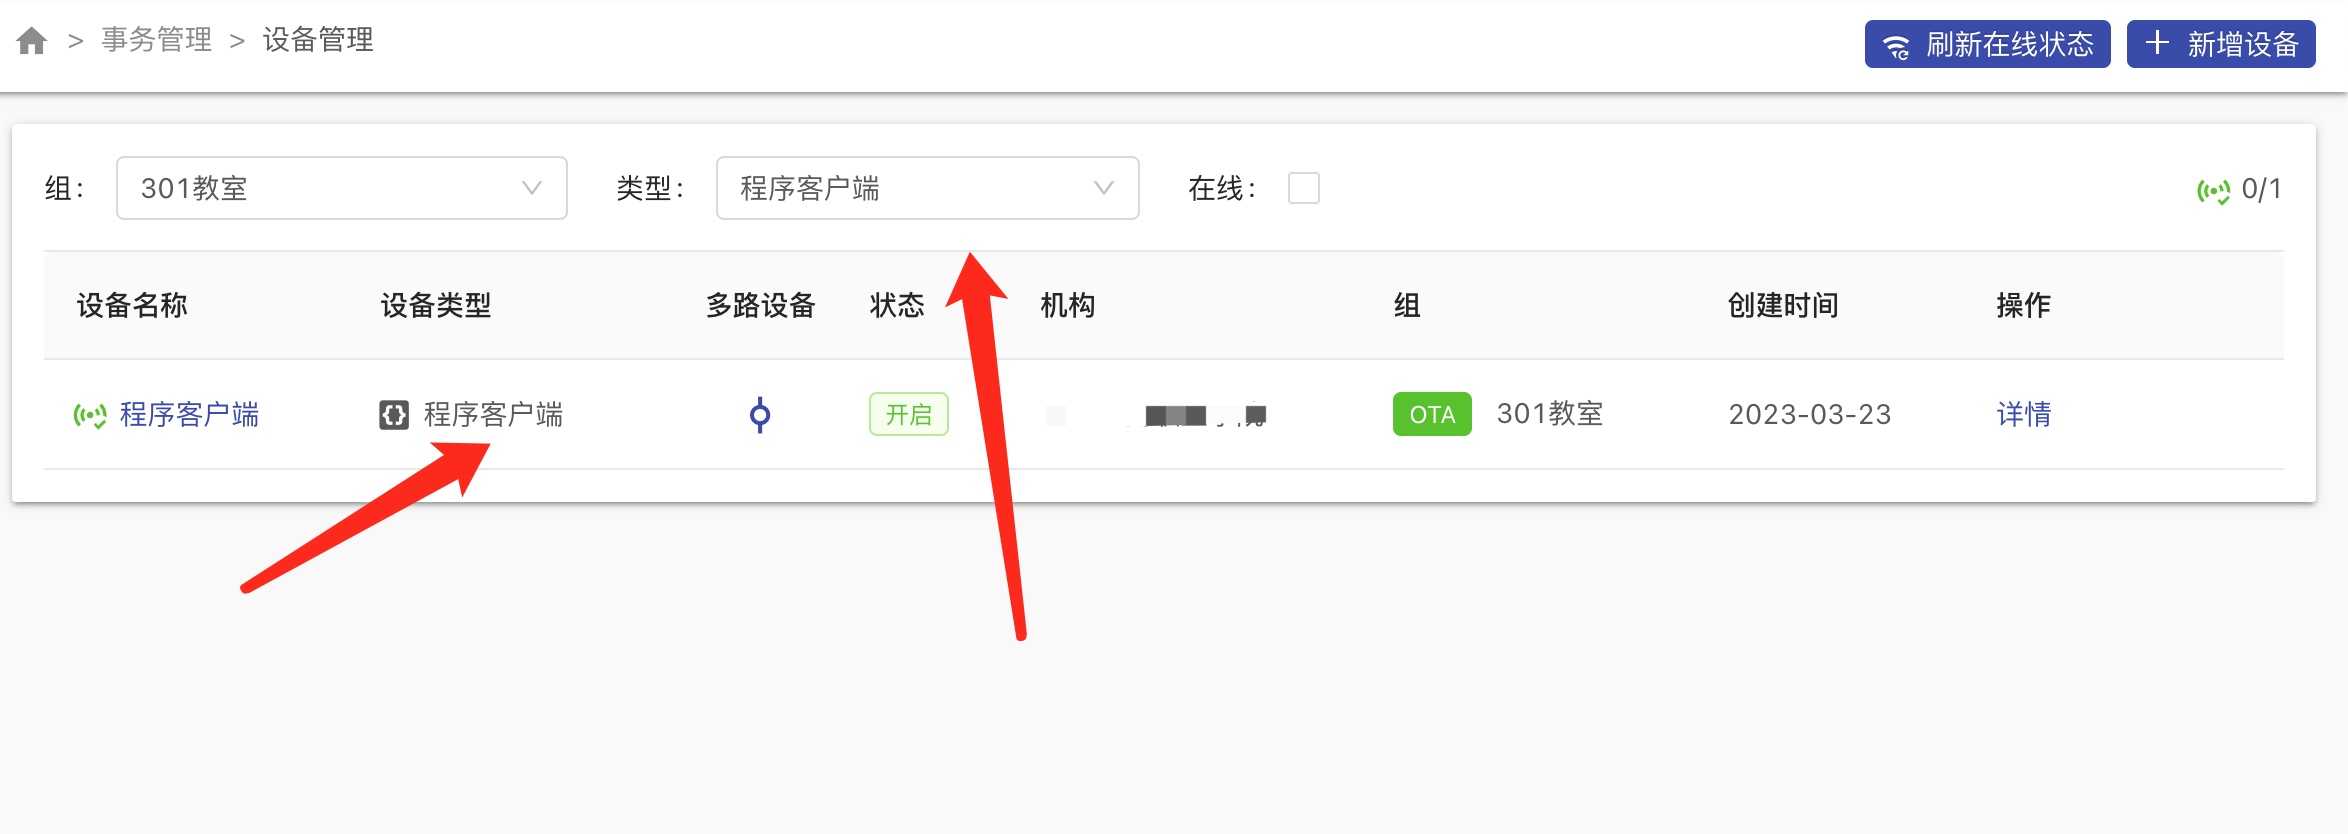 > 事务管理 > 设备管理
刷新在线状态 新增设备
组： 301教室 类型： 程序客户端 在线： 0/1
设备名称 设备类型 多路设备 状态 机构 组 创建时间 操作
程序客户端 {} 程序客户端 开启 OTA 301教室 2023-03-23 详情